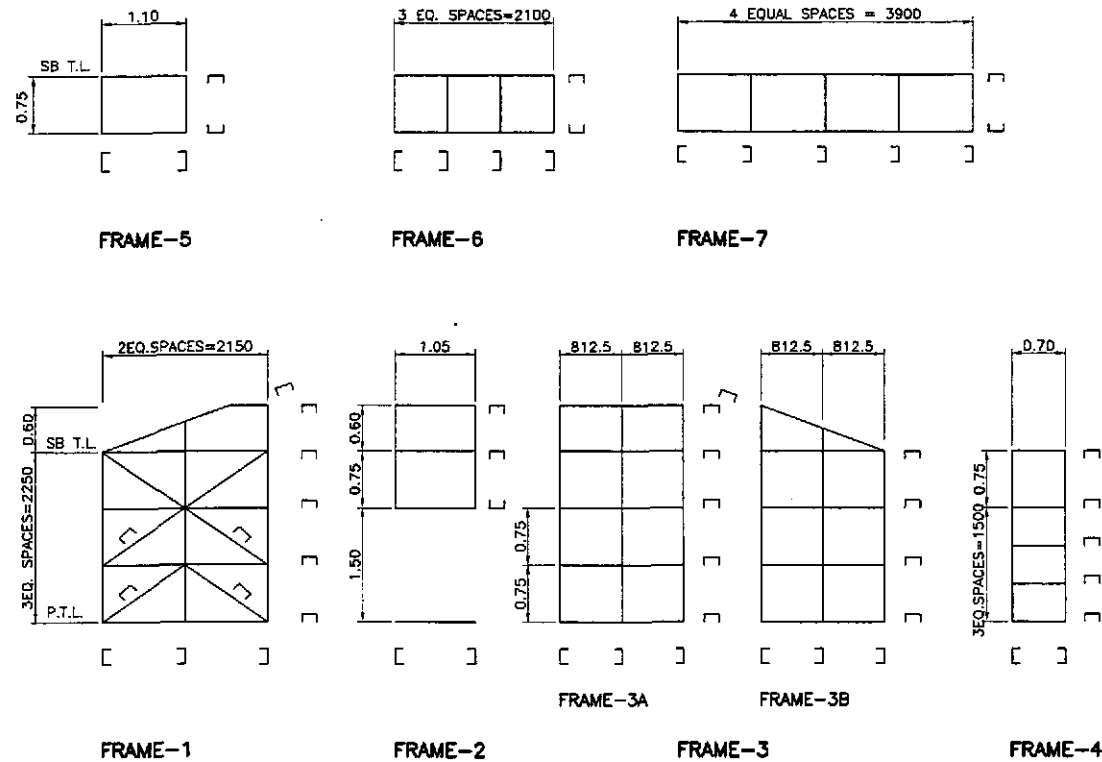 1.10
3 EQ. SPACES=2100
4 EQUAL SPACES = 3900
SB T.L.
0.75
FRAME-5
FRAME-6
FRAME-7
2EQ.SPACES=2150
1.05
812.5 812.5
812.5 812.5
0.70
0.60
SB T.L.
3EQ. SPACES=2250
P.T.L.
0.60
0.75
1.50
0.75
0.75
0.75
3EQ.SPACES=1500
FRAME-3A
FRAME-3B
FRAME-1
FRAME-2
FRAME-3
FRAME-4